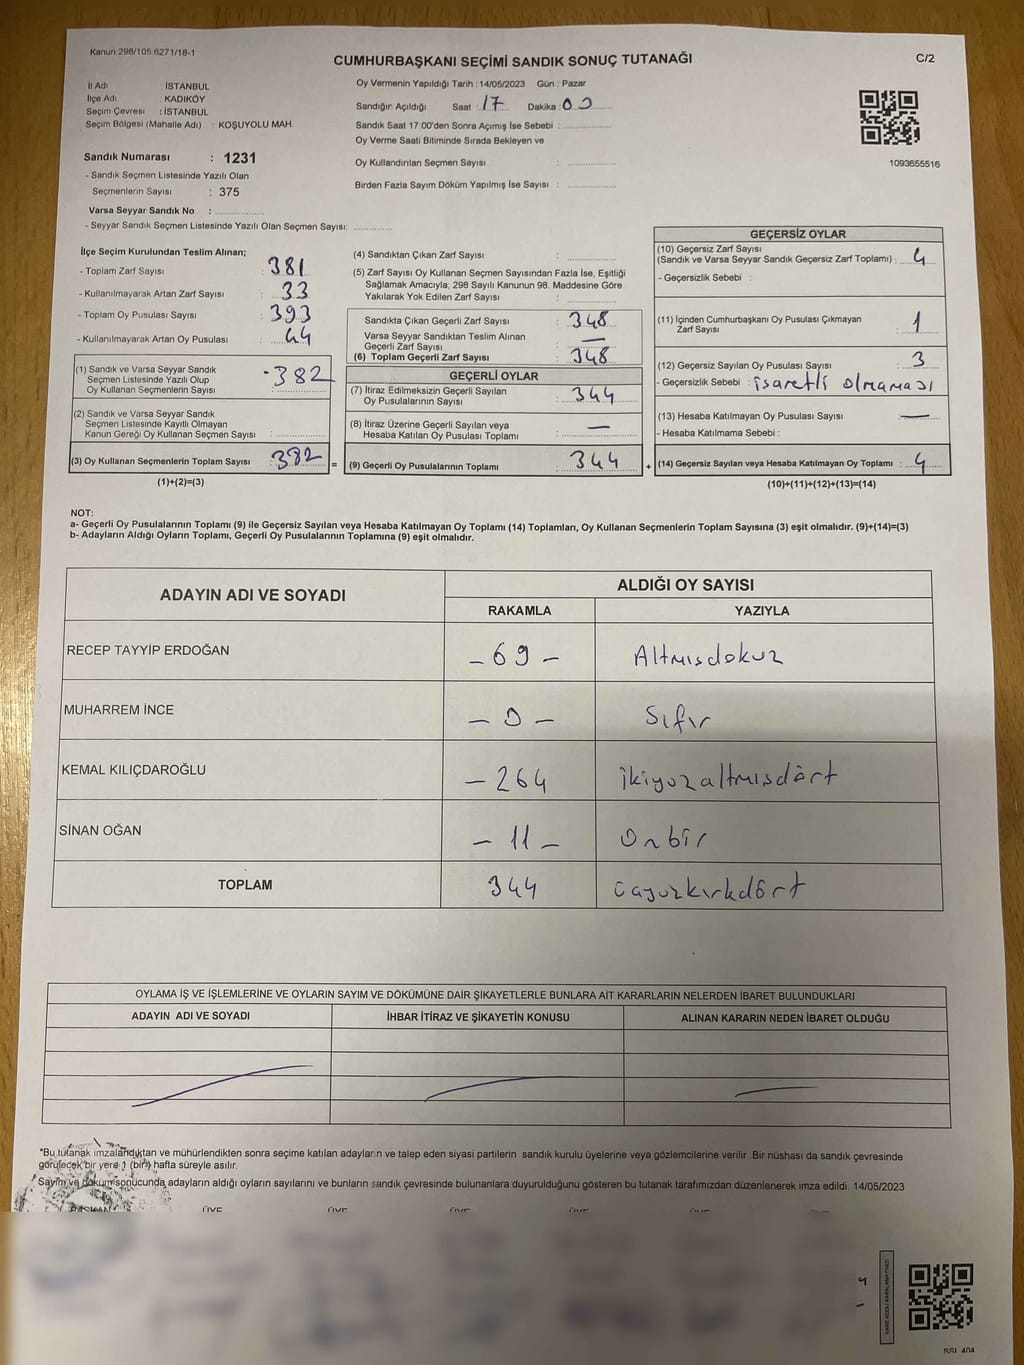 Kanun 298/105 6271/18-1
CUMHURBAŞKANI SEÇİMİ SANDIK SONUÇ TUTANAĞI
C/2
İl Adı : İSTANBUL
İlçe Adı : KADIKÖY
Seçim Çevresi : İSTANBUL
Seçim Bölgesi (Mahalle Adı) : KOŞUYOLU MAH.
Oy Vermenin Yapıldığı Tarih : 14/05/2023 Gün : Pazar
Sandığın Açıldığı Saat : 17 Dakika : 00
Sandık Saat 17:00'den Sonra Açımış İse Sebebi :
Oy Verme Saati Bitiminde Sırada Bekleyen ve
Oy Kullandırılan Seçmen Sayısı :
Birden Fazla Sayım Döküm Yapılmış İse Sayısı :
1093655516
Sandık Numarası : 1231
- Sandık Seçmen Listesinde Yazılı Olan
Seçmenlerin Sayısı : 375
Varsa Seyyar Sandık No :
- Seyyar Sandık Seçmen Listesinde Yazılı Olan Seçmen Sayısı:
İlçe Seçim Kurulundan Teslim Alınan;
- Toplam Zarf Sayısı : 381
- Kullanılmayarak Artan Zarf Sayısı : 33
- Toplam Oy Pusulası Sayısı : 393
- Kullanılmayarak Artan Oy Pusulası : 44
(1) Sandık ve Varsa Seyyar Sandık
Seçmen Listesinde Yazılı Olup
Oy Kullanan Seçmenlerin Sayısı : 382
(2) Sandık ve Varsa Seyyar Sandık
Seçmen Listesinde Kayıtlı Olmayan
Kanun Gereği Oy Kullanan Seçmen Sayısı :
(3) Oy Kullanan Seçmenlerin Toplam Sayısı : 382
(1)+(2)=(3)
(4) Sandıktan Çıkan Zarf Sayısı :
(5) Zarf Sayısı Oy Kullanan Seçmen Sayısından Fazla İse, Eşitliği
Sağlamak Amacıyla, 298 Sayılı Kanunun 98. Maddesine Göre
Yakılarak Yok Edilen Zarf Sayısı :
Sandıkta Çıkan Geçerli Zarf Sayısı : 348
Varsa Seyyar Sandıktan Teslim Alınan
Geçerli Zarf Sayısı : —
(6) Toplam Geçerli Zarf Sayısı : 348
GEÇERLİ OYLAR
(7) İtiraz Edilmeksizin Geçerli Sayılan
Oy Pusulalarının Sayısı : 344
(8) İtiraz Üzerine Geçerli Sayılan veya
Hesaba Katılan Oy Pusulası Toplamı : —
= (9) Geçerli Oy Pusulalarının Toplamı : 344
GEÇERSİZ OYLAR
(10) Geçersiz Zarf Sayısı
(Sandık ve Varsa Seyyar Sandık Geçersiz Zarf Toplamı) : 4
- Geçersizlik Sebebi :
(11) İçinden Cumhurbaşkanı Oy Pusulası Çıkmayan
Zarf Sayısı : 1
(12) Geçersiz Sayılan Oy Pusulası Sayısı : 3
- Geçersizlik Sebebi : işaretli olmaması
(13) Hesaba Katılmayan Oy Pusulası Sayısı : —
- Hesaba Katılmama Sebebi :
+ (14) Geçersiz Sayılan veya Hesaba Katılmayan Oy Toplamı : 4
(10)+(11)+(12)+(13)=(14)
NOT:
a- Geçerli Oy Pusulalarının Toplamı (9) ile Geçersiz Sayılan veya Hesaba Katılmayan Oy Toplamı (14) Toplamları, Oy Kullanan Seçmenlerin Toplam Sayısına (3) eşit olmalıdır. (9)+(14)=(3)
b- Adayların Aldığı Oyların Toplamı, Geçerli Oy Pusulalarının Toplamına (9) eşit olmalıdır.
ADAYIN ADI VE SOYADI
ALDIĞI OY SAYISI
RAKAMLA YAZIYLA
RECEP TAYYİP ERDOĞAN - 69 - Altmışdokuz
MUHARREM İNCE - 0 - Sıfır
KEMAL KILIÇDAROĞLU - 264 ikiyüzaltmışdört
SİNAN OĞAN - 11 - Onbir
TOPLAM 344 üçyüzkırkdört
OYLAMA İŞ VE İŞLEMLERİNE VE OYLARIN SAYIM VE DÖKÜMÜNE DAİR ŞİKAYETLERLE BUNLARA AİT KARARLARIN NELERDEN İBARET BULUNDUKLARI
ADAYIN ADI VE SOYADI İHBAR İTİRAZ VE ŞİKAYETİN KONUSU ALINAN KARARIN NEDEN İBARET OLDUĞU
*Bu tutanak imzalandıktan ve mühürlendikten sonra seçime katılan adayların ve talep eden siyasi partilerin sandık kurulu üyelerine veya gözlemcilerine verilir. Bir nüshası da sandık çevresinde
görülecek bir yere 1 (bir) hafta süreyle asılır.
Sayım ve döküm sonucunda adayların aldığı oyların sayılarını ve bunların sandık çevresinde bulunanlara duyurulduğunu gösteren bu tutanak tarafımızdan düzenlenerek imza edildi. 14/05/2023
BAŞKAN ÜYE ÜYE ÜYE ÜYE ÜYE ÜYE